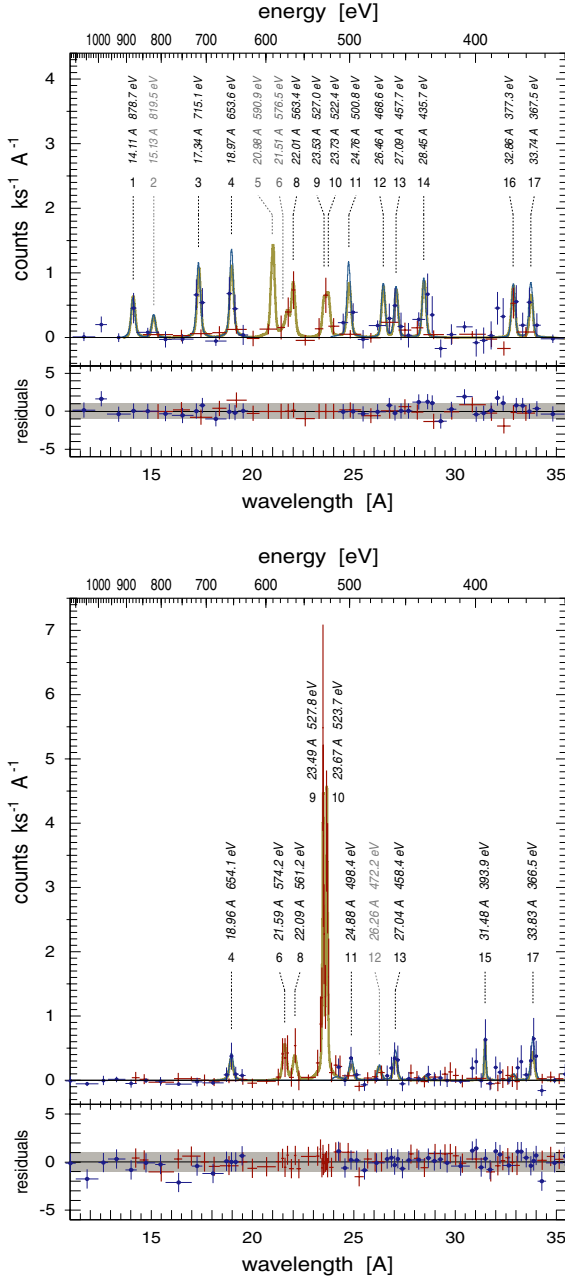 energy [eV]
1000 900 800 700 600 500 400
4
3
2
1
0
counts ks-1 A-1
14.11 A 878.7 eV
15.13 A 819.5 eV
17.34 A 715.1 eV
18.97 A 653.6 eV
20.98 A 590.9 eV
21.51 A 576.5 eV
22.01 A 563.4 eV
23.53 A 527.0 eV
23.73 A 522.4 eV
24.76 A 500.8 eV
26.46 A 468.6 eV
27.09 A 457.7 eV
28.45 A 435.7 eV
32.86 A 377.3 eV
33.74 A 367.5 eV
1 2 3 4 5 6 8 9 10 11 12 13 14 16 17
residuals
5
0
-5
15 20 25 30 35
wavelength [A]
energy [eV]
1000 900 800 700 600 500 400
7
6
5
4
3
2
1
0
counts ks-1 A-1
23.49 A 527.8 eV
23.67 A 523.7 eV
9 10
18.96 A 654.1 eV
21.59 A 574.2 eV
22.09 A 561.2 eV
24.88 A 498.4 eV
26.26 A 472.2 eV
27.04 A 458.4 eV
31.48 A 393.9 eV
33.83 A 366.5 eV
4 6 8 11 12 13 15 17
residuals
5
0
-5
15 20 25 30 35
wavelength [A]